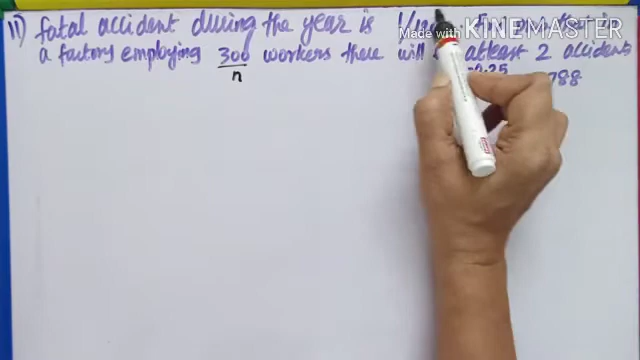 11) fatal accident during the year is
Made with KINEMASTER
a factory employing 300 workers there will atleast 2 accidents
n